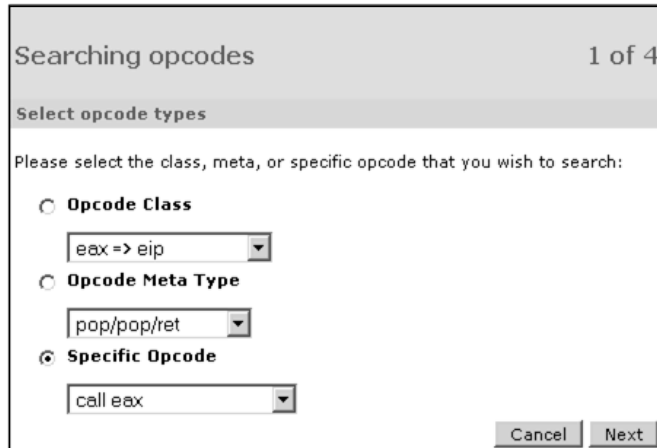 Searching opcodes 1 of 4
Select opcode types
Please select the class, meta, or specific opcode that you wish to search:
Opcode Class
eax => eip
Opcode Meta Type
pop/pop/ret
Specific Opcode
call eax
Cancel Next